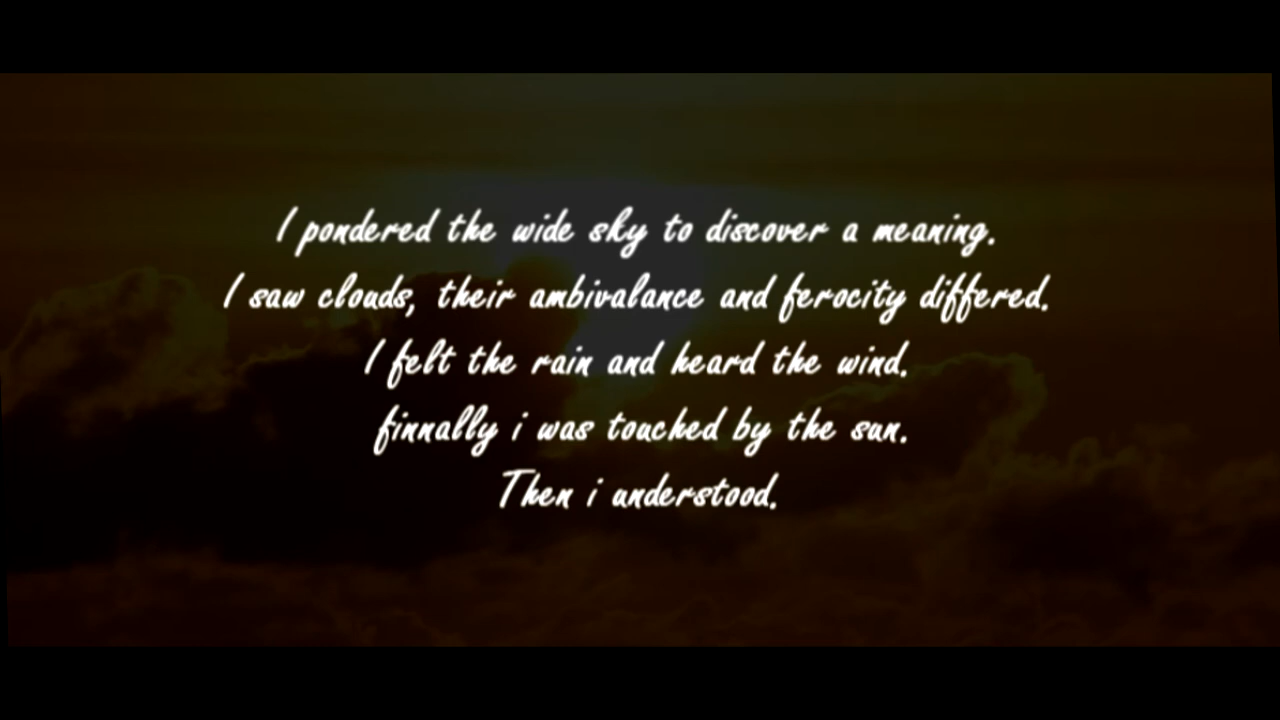 I pondered the wide sky to discover a meaning.
I saw clouds, their ambivalance and ferocity differed.
I felt the rain and heard the wind.
finnally i was touched by the sun.
Then i understood.